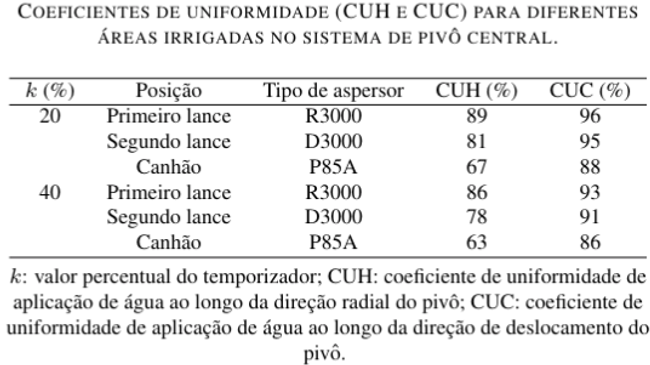 COEFICIENTES DE UNIFORMIDADE (CUH E CUC) PARA DIFERENTES
ÁREAS IRRIGADAS NO SISTEMA DE PIVÔ CENTRAL.
k (%) Posição Tipo de aspersor CUH (%) CUC (%)
20 Primeiro lance R3000 89 96
Segundo lance D3000 81 95
Canhão P85A 67 88
40 Primeiro lance R3000 86 93
Segundo lance D3000 78 91
Canhão P85A 63 86
k: valor percentual do temporizador; CUH: coeficiente de uniformidade de
aplicação de água ao longo da direção radial do pivô; CUC: coeficiente de
uniformidade de aplicação de água ao longo da direção de deslocamento do
pivô.